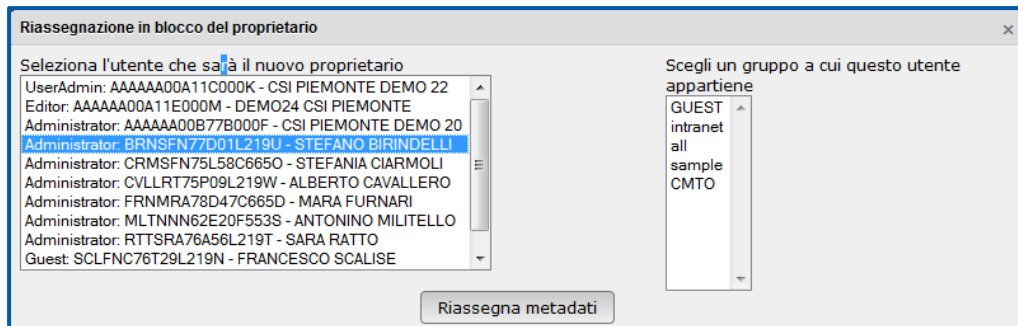 Riassegnazione in blocco del proprietario
Seleziona l'utente che sarà il nuovo proprietario
UserAdmin: AAAAAA00A11C000K - CSI PIEMONTE DEMO 22
Editor: AAAAAA00A11E000M - DEMO24 CSI PIEMONTE
Administrator: AAAAAA00B77B000F - CSI PIEMONTE DEMO 20
Administrator: BRNSFN77D01L219U - STEFANO BIRINDELLI
Administrator: CRMSFN75L58C665O - STEFANIA CIARMOLI
Administrator: CVLLRT75P09L219W - ALBERTO CAVALLERO
Administrator: FRNMRA78D47C665D - MARA FURNARI
Administrator: MLTNNN62E20F553S - ANTONINO MILITELLO
Administrator: RTTSRA76A56L219T - SARA RATTO
Guest: SCLFNC76T29L219N - FRANCESCO SCALISE
Scegli un gruppo a cui questo utente
appartiene
GUEST
intranet
all
sample
CMTO
Riassegna metadati